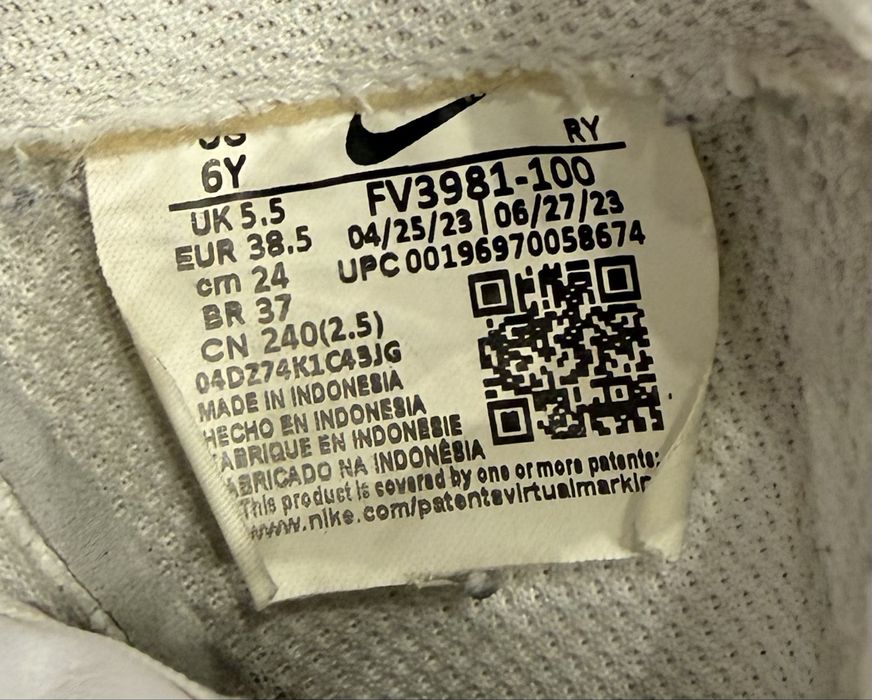 US RY
6Y
FV3981-100
UK 5.5 04/25/23 | 06/27/23
EUR 38.5 UPC 00196970058674
cm 24
BR 37
CN 240(2.5)
04DZ74K1C43JG
MADE IN INDONESIA
HECHO EN INDONESIA
FABRIQUE EN INDONESIE
FABRICADO NA INDONÉSIA
This product is covered by one or more patents:
www.nike.com/patentsvirtualmarkin